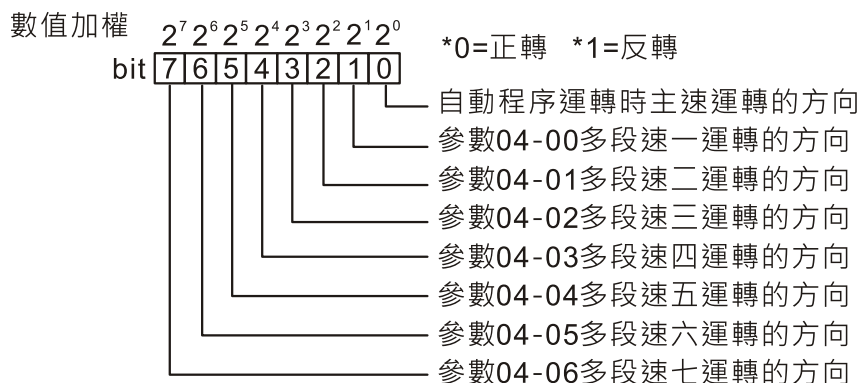 數值加權 2⁷ 2⁶ 2⁵ 2⁴ 2³ 2² 2¹ 2⁰ *0=正轉 *1=反轉
bit 7 6 5 4 3 2 1 0
自動程序運轉時主速運轉的方向
參數04-00多段速一運轉的方向
參數04-01多段速二運轉的方向
參數04-02多段速三運轉的方向
參數04-03多段速四運轉的方向
參數04-04多段速五運轉的方向
參數04-05多段速六運轉的方向
參數04-06多段速七運轉的方向